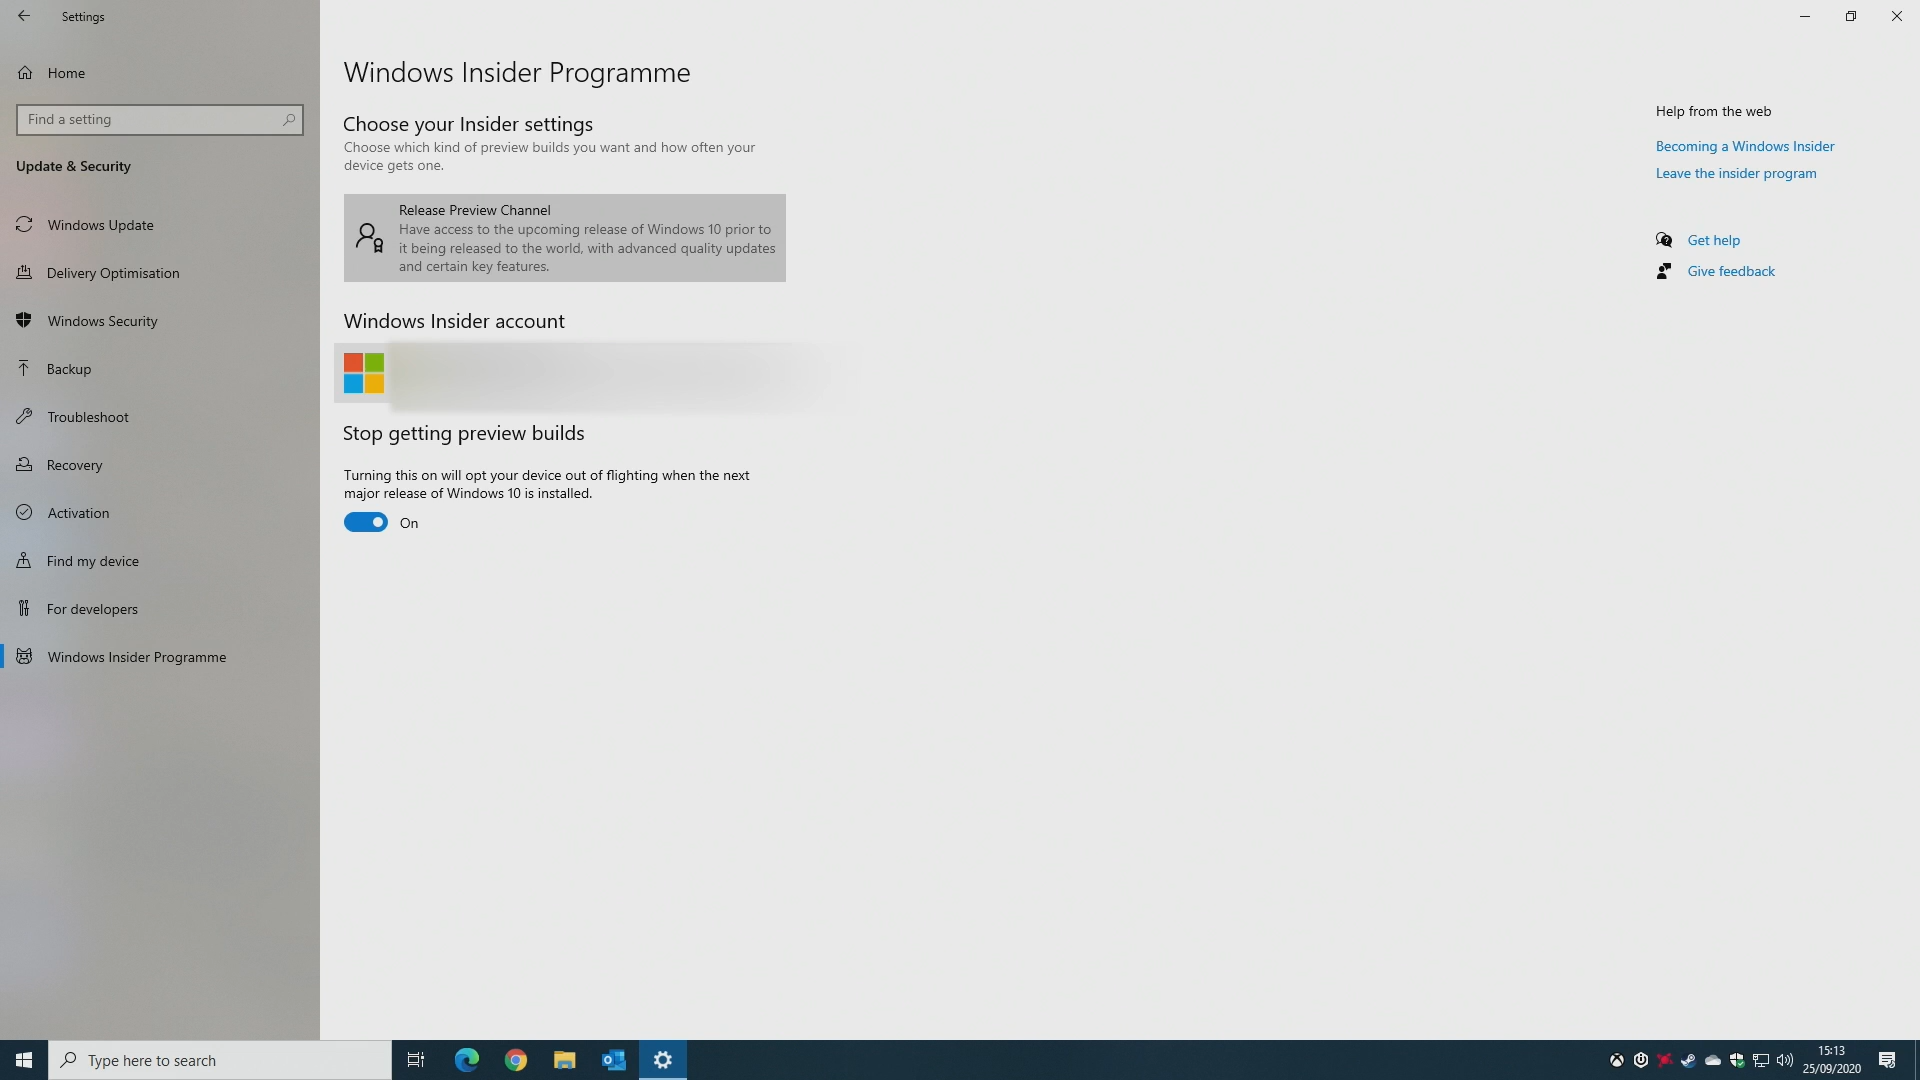 Settings
Home
Find a setting
Update & Security
Windows Update
Delivery Optimisation
Windows Security
Backup
Troubleshoot
Recovery
Activation
Find my device
For developers
Windows Insider Programme
Windows Insider Programme
Choose your Insider settings
Choose which kind of preview builds you want and how often your
device gets one.
Release Preview Channel
Have access to the upcoming release of Windows 10 prior to
it being released to the world, with advanced quality updates
and certain key features.
Windows Insider account
Stop getting preview builds
Turning this on will opt your device out of flighting when the next
major release of Windows 10 is installed.
On
Help from the web
Becoming a Windows Insider
Leave the insider program
Get help
Give feedback
Type here to search
15:13
25/09/2020